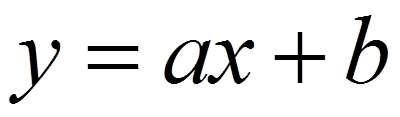 y = ax + b